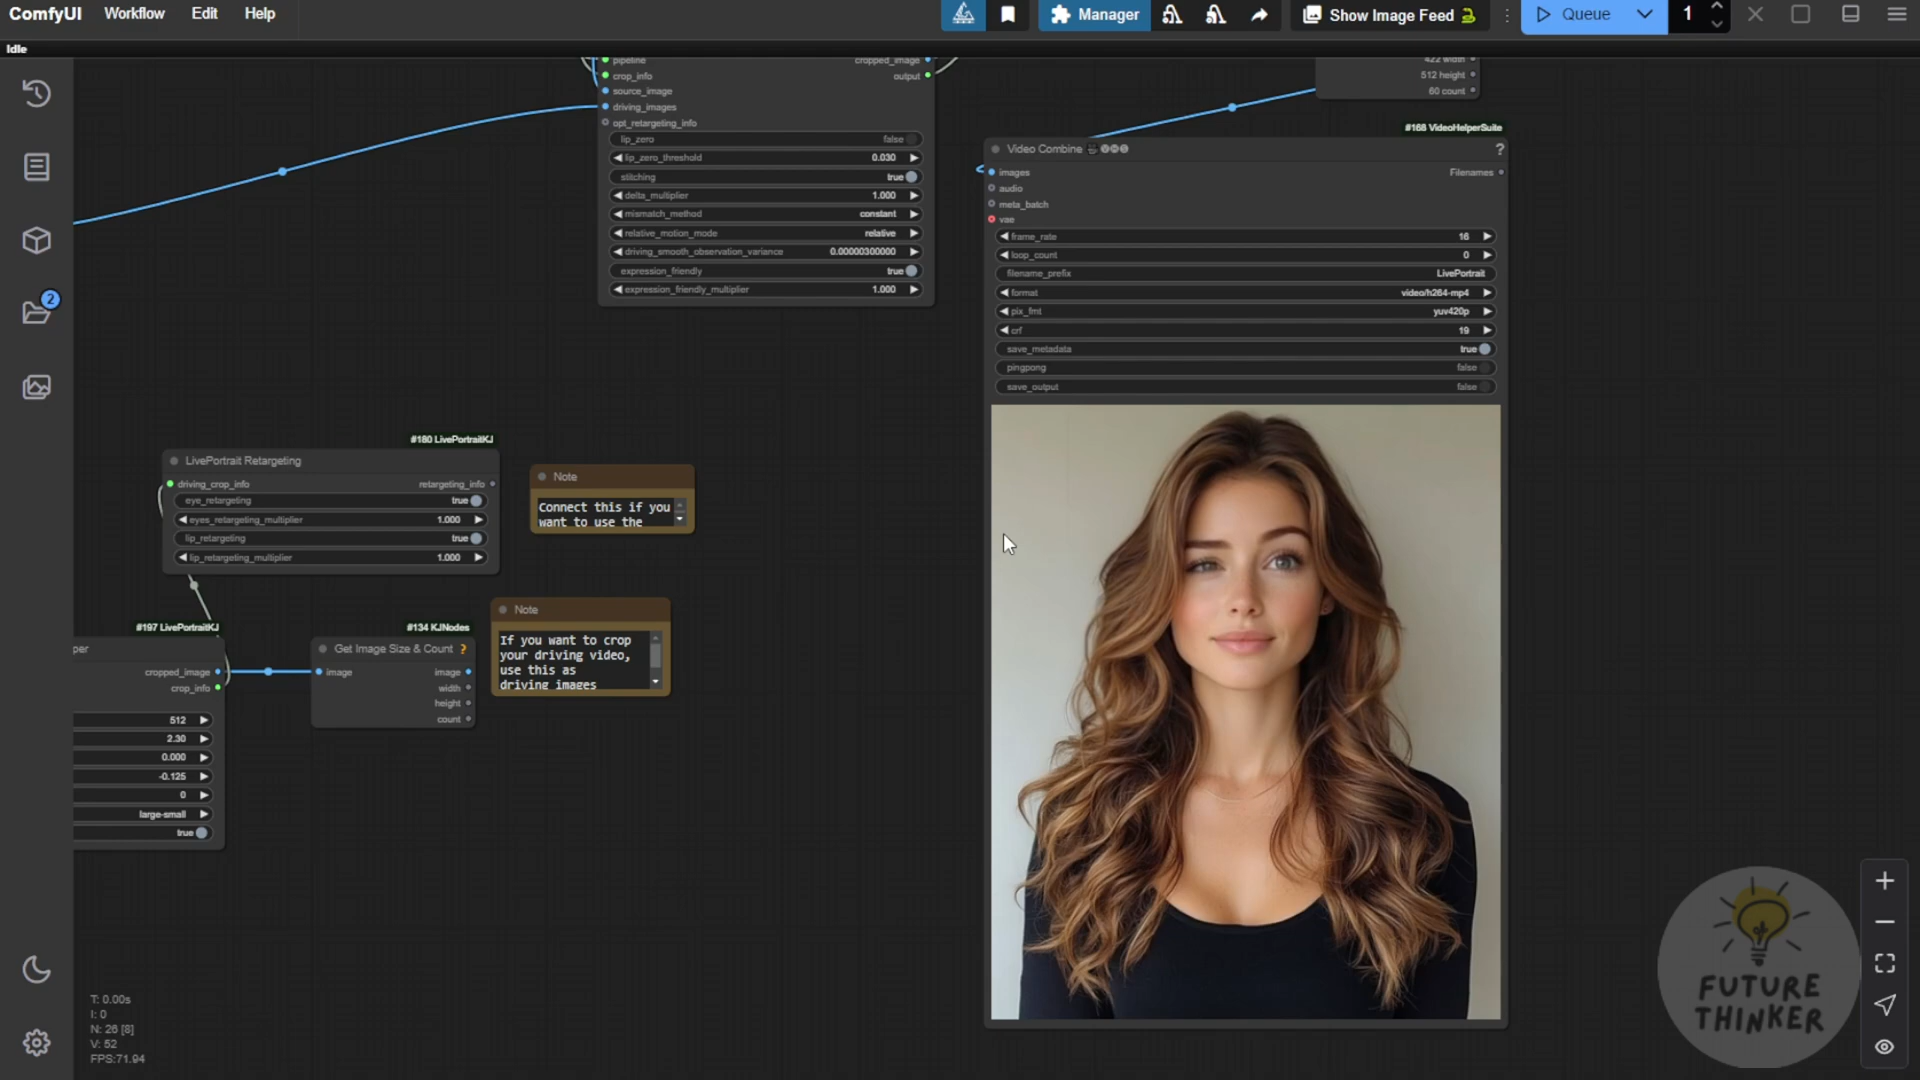 ComfyUI
Workflow
Edit
Help
Manager
Show Image Feed
Queue
1
Idle
2
pipeline
cropped_image
crop_info
output
source_image
driving_images
opt_retargeting_info
lip_zero
false
lip_zero_threshold
0.030
stitching
true
delta_multiplier
1.000
mismatch_method
constant
relative_motion_mode
relative
driving_smooth_observation_variance
0.00000300000
expression_friendly
true
expression_friendly_multiplier
1.000
422 width
512 height
60 count
#168 VideoHelperSuite
Video Combine
?
images
Filenames
audio
meta_batch
vae
frame_rate
16
loop_count
0
filename_prefix
LivePortrait
format
video/h264-mp4
pix_fmt
yuv420p
crf
19
save_metadata
true
pingpong
false
save_output
false
#180 LivePortraitKJ
LivePortrait Retargeting
driving_crop_info
retargeting_info
eye_retargeting
true
eyes_retargeting_multiplier
1.000
lip_retargeting
true
lip_retargeting_multiplier
1.000
Note
Connect this if you
want to use the
Note
If you want to crop
your driving video,
use this as
driving images
#197 LivePortraitKJ
per
cropped_image
crop_info
512
2.30
0.000
-0.125
0
large-small
true
#134 KJNodes
Get Image Size & Count
?
image
image
width
height
count
T: 0.00s
I: 0
N: 26 [8]
V: 52
FPS:71.94
FUTURE
THINKER